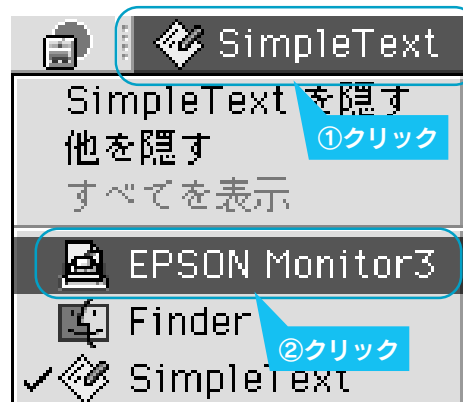 SimpleText
SimpleText を隠す
①クリック
他を隠す
すべてを表示
EPSON Monitor3
Finder
②クリック
SimpleText